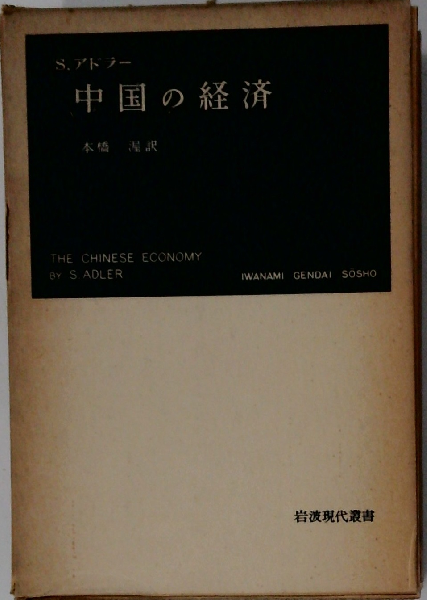 S.アドラー
中国の経済
本橋 渥訳
THE CHINESE ECONOMY
BY S ADLER
IWANAMI GENDAI SOSHO
岩波現代叢書